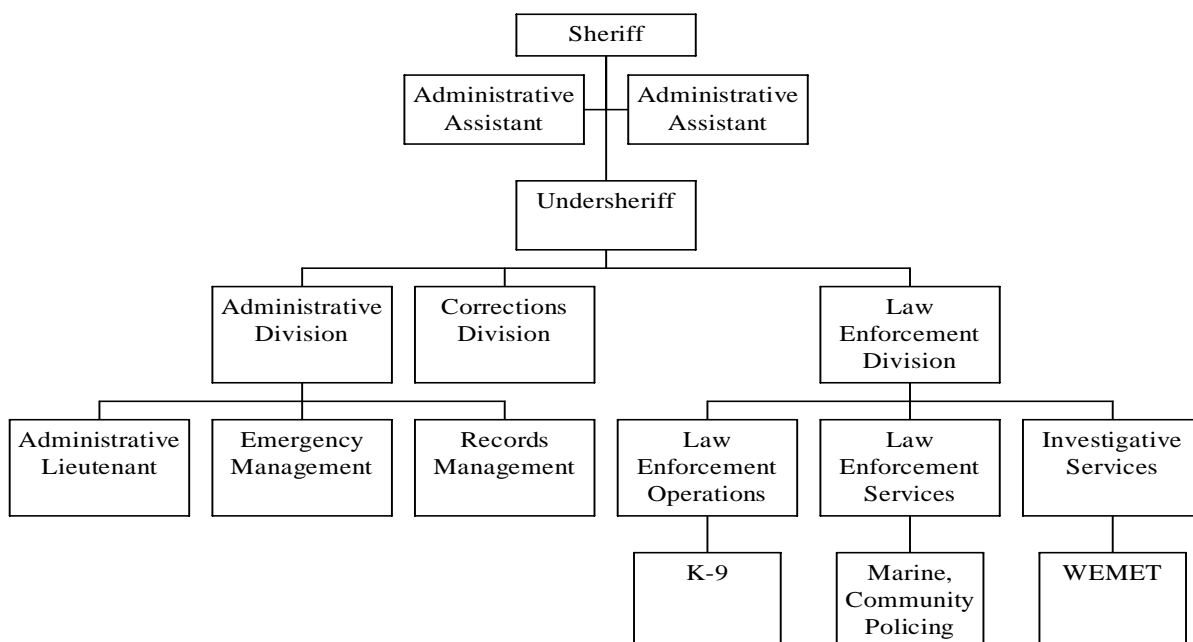 Sheriff
Administrative
Assistant
Administrative
Assistant
Undersheriff
Administrative
Division
Corrections
Division
Law
Enforcement
Division
Administrative
Lieutenant
Emergency
Management
Records
Management
Law
Enforcement
Operations
Law
Enforcement
Services
Investigative
Services
K-9
Marine,
Community
Policing
WEMET